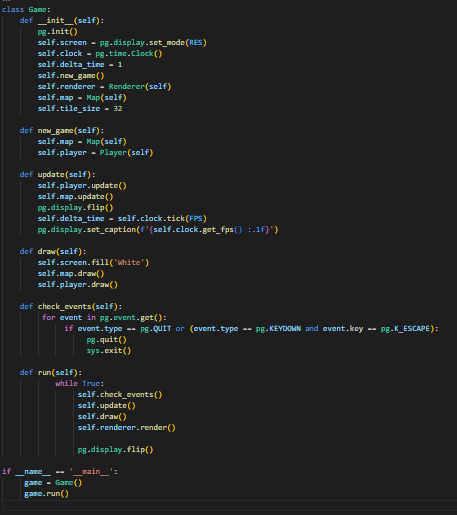 class Game:
    def __init__(self):
        pg.init()
        self.screen = pg.display.set_mode(RES)
        self.clock = pg.time.Clock()
        self.delta_time = 1
        self.new_game()
        self.renderer = Renderer(self)
        self.map = Map(self)
        self.tile_size = 32

    def new_game(self):
        self.map = Map(self)
        self.player = Player(self)

    def update(self):
        self.player.update()
        self.map.update()
        pg.display.flip()
        self.delta_time = self.clock.tick(FPS)
        pg.display.set_caption(f'{self.clock.get_fps() :.1f}')

    def draw(self):
        self.screen.fill('White')
        self.map.draw()
        self.player.draw()

    def check_events(self):
        for event in pg.event.get():
            if event.type == pg.QUIT or (event.type == pg.KEYDOWN and event.key == pg.K_ESCAPE):
                pg.quit()
                sys.exit()

    def run(self):
        while True:
            self.check_events()
            self.update()
            self.draw()
            self.renderer.render()

            pg.display.flip()

if __name__ == '__main__':
    game = Game()
    game.run()